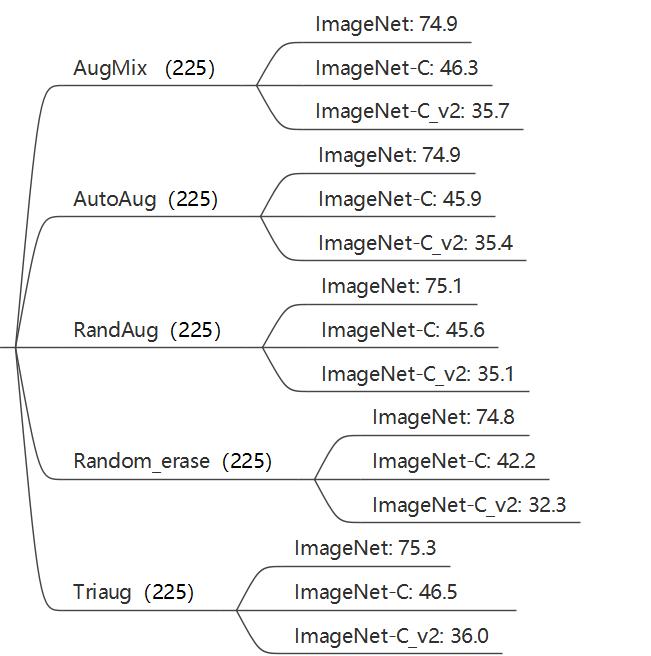 ImageNet: 74.9
AugMix （225） ImageNet-C: 46.3
ImageNet-C_v2: 35.7
ImageNet: 74.9
AutoAug（225） ImageNet-C: 45.9
ImageNet-C_v2: 35.4
ImageNet: 75.1
RandAug（225） ImageNet-C: 45.6
ImageNet-C_v2: 35.1
ImageNet: 74.8
Random_erase（225） ImageNet-C: 42.2
ImageNet-C_v2: 32.3
ImageNet: 75.3
Triaug（225） ImageNet-C: 46.5
ImageNet-C_v2: 36.0